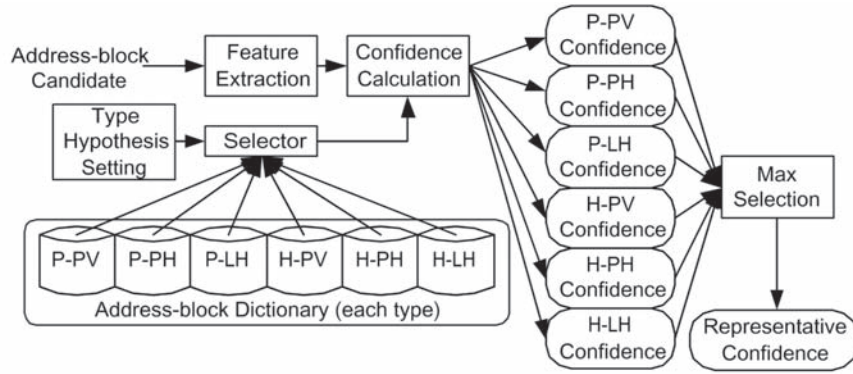 Address-block
Candidate
Feature
Extraction
Confidence
Calculation
Type
Hypothesis
Setting
Selector
P-PV
P-PH
P-LH
H-PV
H-PH
H-LH
Address-block Dictionary (each type)
P-PV
Confidence
P-PH
Confidence
P-LH
Confidence
H-PV
Confidence
H-PH
Confidence
H-LH
Confidence
Max
Selection
Representative
Confidence